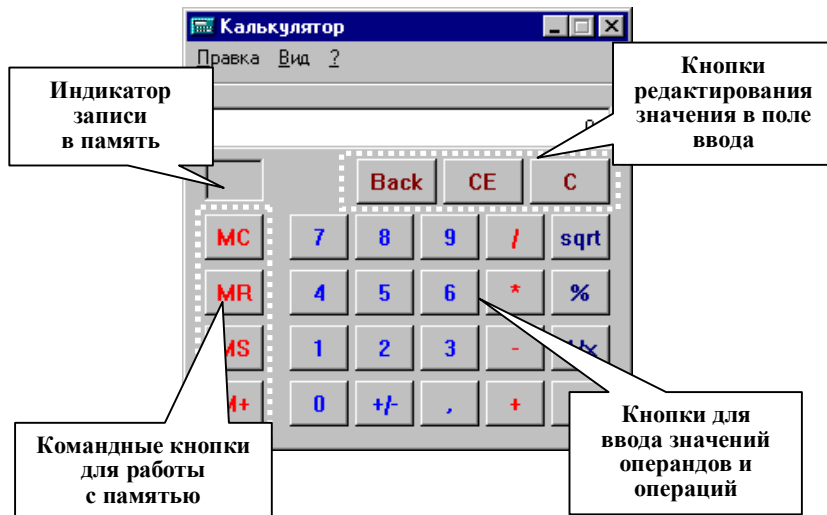 Калькулятор
Правка Вид ?
Индикатор
записи
в память
Кнопки
редактирования
значения в поле
ввода
Back CE C
MC 7 8 9 / sqrt
MR 4 5 6 * %
MS 1 2 3 -
M+ 0 +/- , +
Командные кнопки
для работы
с памятью
Кнопки для
ввода значений
операндов и
операций